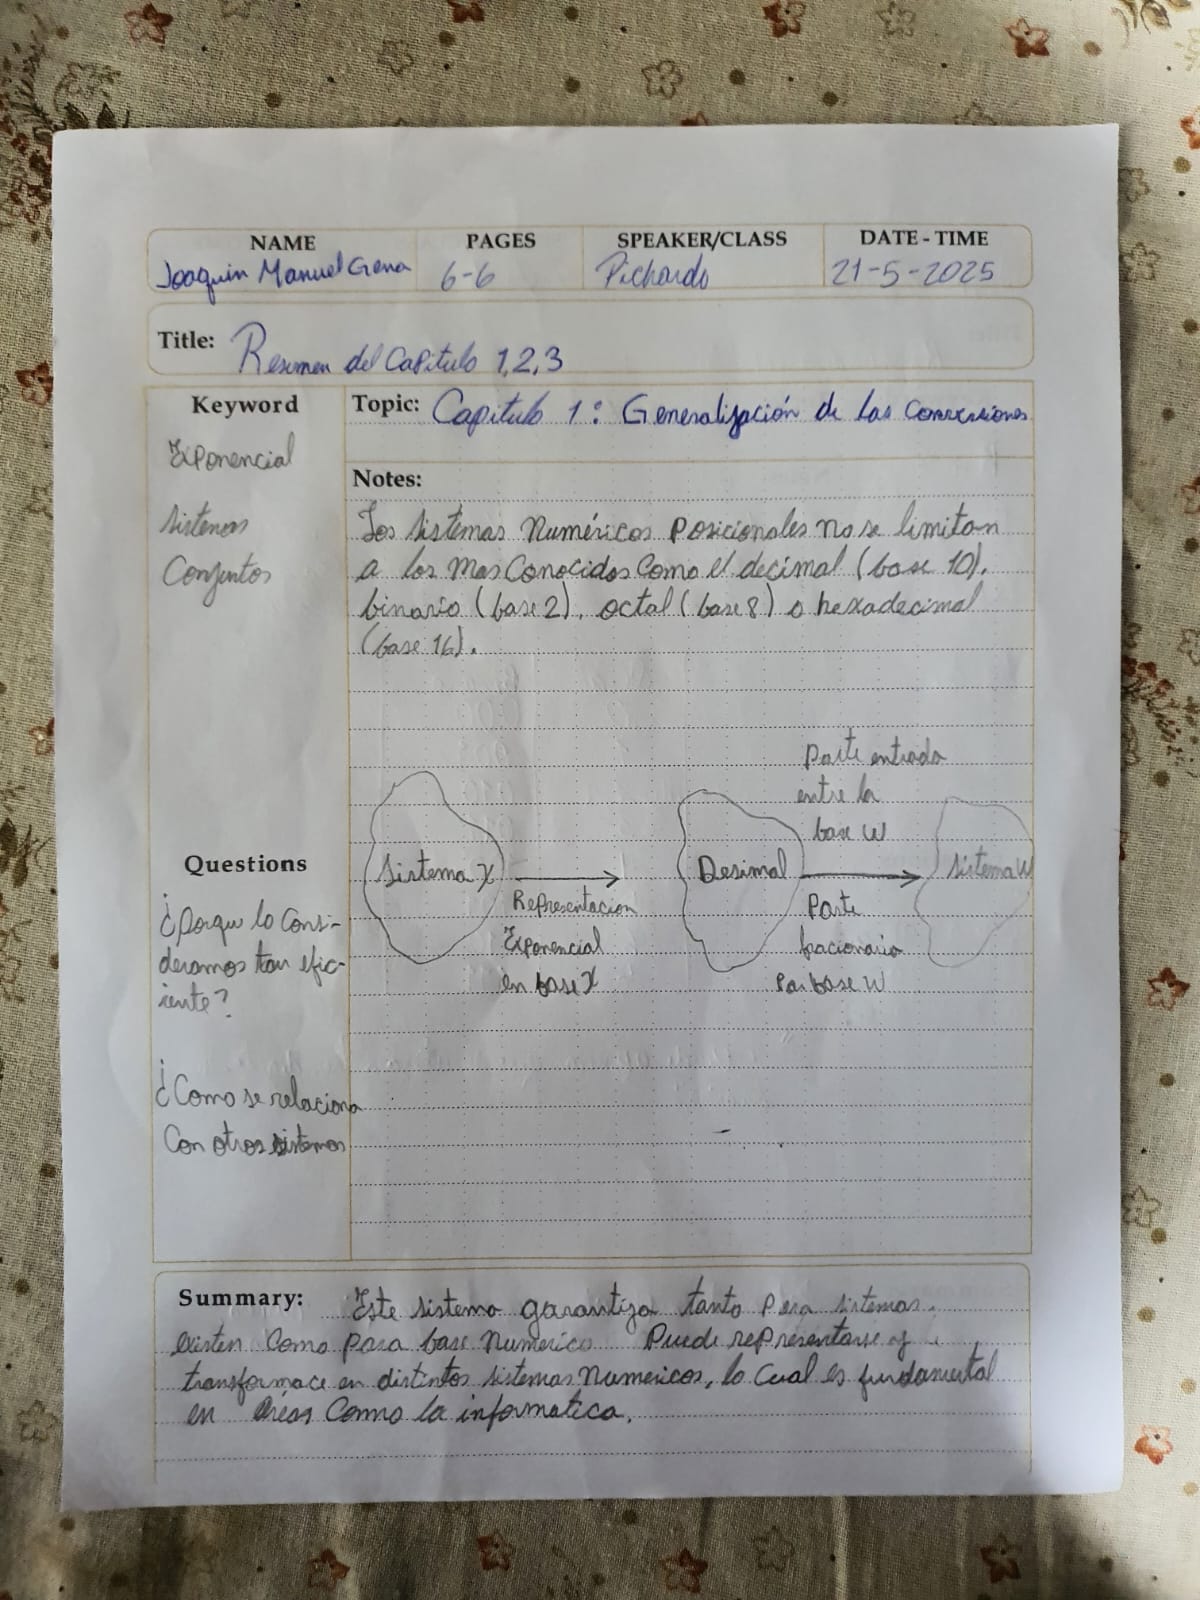 NAME PAGES SPEAKER/CLASS DATE - TIME
Joaquin Manuel 6-6 Pichardo 21-5-2025
Title: Resumen del Capitulo 1,2,3
Keyword
Exponencial
sistemas
Conjuntos
Topic: Capitulo 1: Generalización de las Conversiones
Notes:
Los sistemas Numéricos Posicionales no se limitan
a los mas Conocidos Como el decimal (base 10),
binario (base 2), octal (base 8) o hexadecimal
(base 16).
Sistema X
Representacion
Exponencial
en base X
Desimal
Parte entrada
entre la
base W
Parte
fracionario
Por base W
Sistema W
Questions
¿Porque lo Consi-
deramos tan efic-
iente?
¿Como se relaciona
Con otros sistemas
Summary: Este sistema garantiza tanto Para sistemas
existen Como para base Numerico Puede representarse y
transformace en distintos sistemas Numericos, lo Cual es fundamental
en áreas Como la informatica.